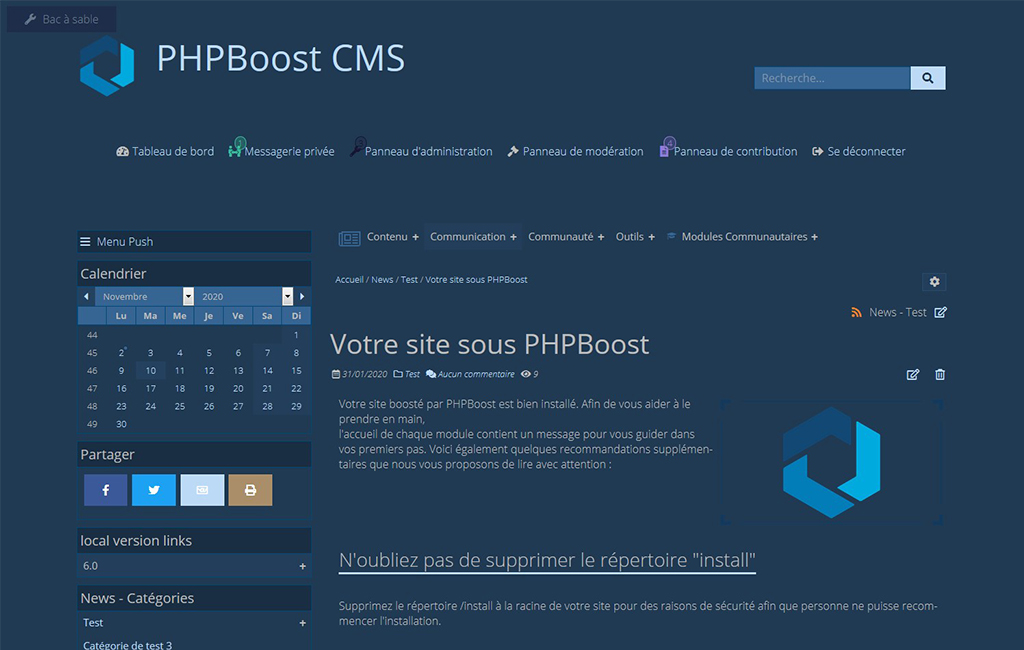 Bac à sable
PHPBoost CMS
Recherche...
Tableau de bord
Messagerie privée
Panneau d'administration
Panneau de modération
4
Panneau de contribution
Se déconnecter
Menu Push
Contenu +
Communication +
Communauté +
Outils +
Modules Communautaires +
Calendrier
Novembre 2020
Lu Ma Me Je Ve Sa Di
44 1
45 2 3 4 5 6 7 8
46 9 10 11 12 13 14 15
47 16 17 18 19 20 21 22
48 23 24 25 26 27 28 29
49 30
Partager
local version links
6.0 +
News - Catégories
Test +
Catégorie de test 3
Accueil / News / Test / Votre site sous PHPBoost
News - Test
Votre site sous PHPBoost
31/01/2020 Test Aucun commentaire 9
Votre site boosté par PHPBoost est bien installé. Afin de vous aider à le
prendre en main,
l'accueil de chaque module contient un message pour vous guider dans
vos premiers pas. Voici également quelques recommandations supplémen-
taires que nous vous proposons de lire avec attention :
N'oubliez pas de supprimer le répertoire "install"
Supprimez le répertoire /install à la racine de votre site pour des raisons de sécurité afin que personne ne puisse recom-
mencer l'installation.